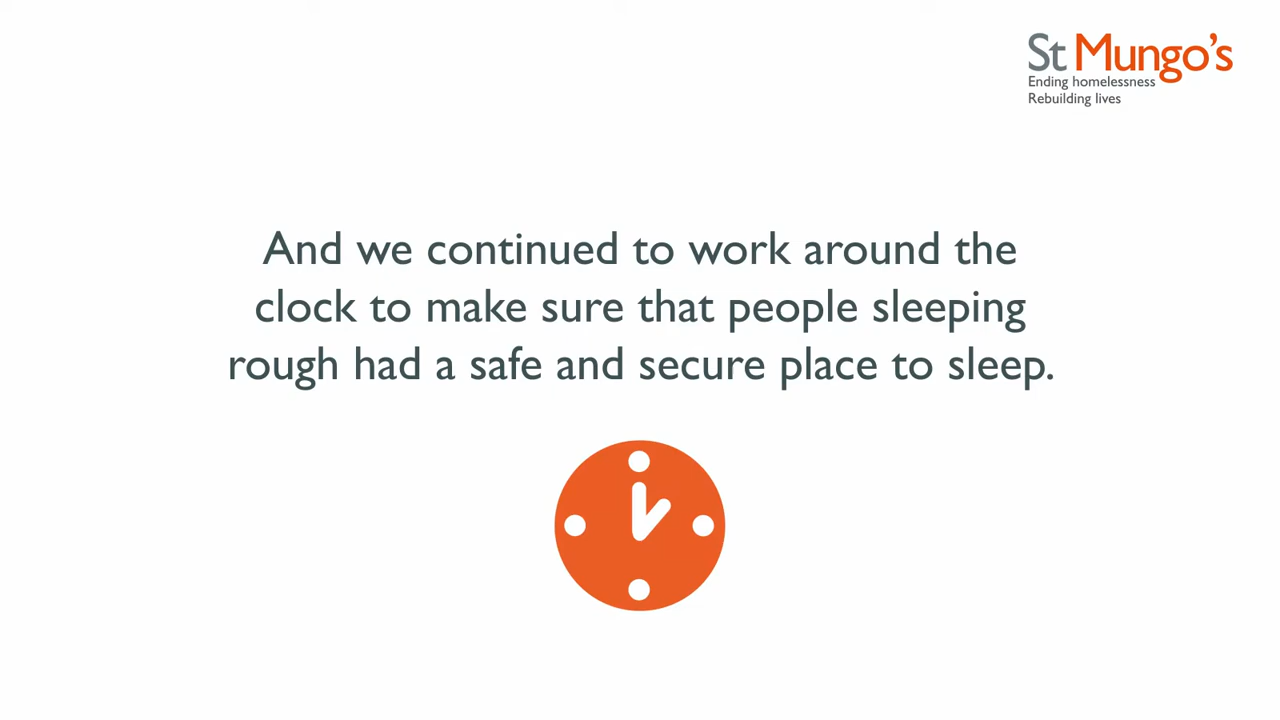 St Mungo's
Ending homelessness
Rebuilding lives
And we continued to work around the
clock to make sure that people sleeping
rough had a safe and secure place to sleep.